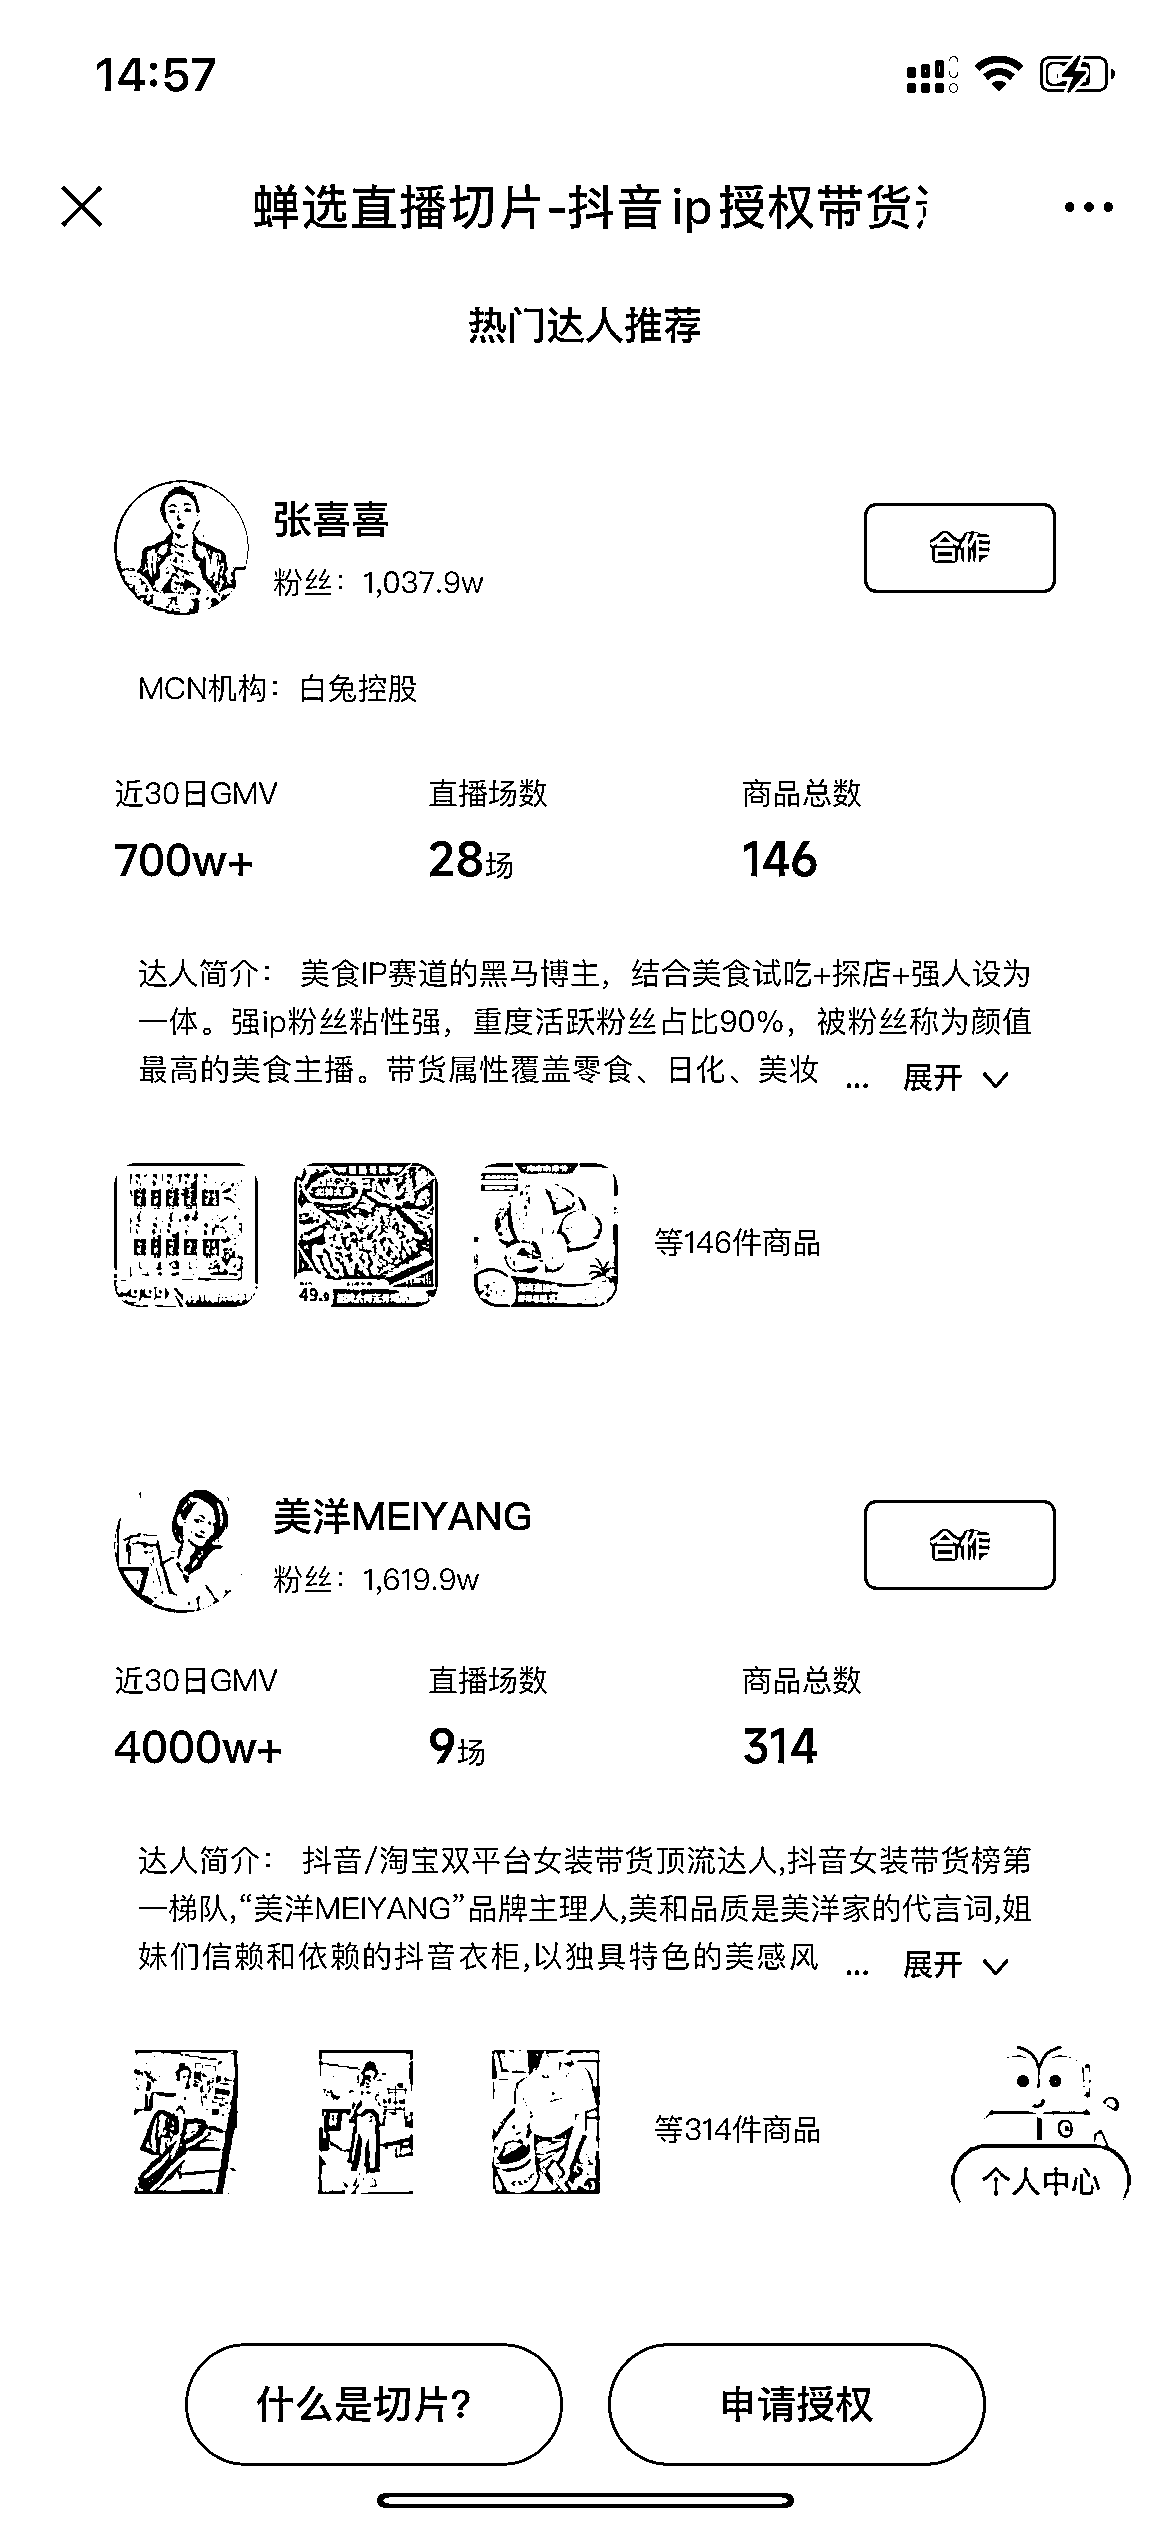 14:57
蝉选直播切片-抖音ip授权带货
热门达人推荐
张喜喜
合作
粉丝：1,037.9w
MCN机构：白兔控股
近30日GMV 直播场数 商品总数
700w+ 28场 146
达人简介： 美食IP赛道的黑马博主，结合美食试吃+探店+强人设为
一体。强ip粉丝粘性强，重度活跃粉丝占比90%，被粉丝称为颜值
最高的美食主播。带货属性覆盖零食、日化、美妆 ... 展开
49.9
等146件商品
美洋MEIYANG
合作
粉丝：1,619.9w
近30日GMV 直播场数 商品总数
4000w+ 9场 314
达人简介： 抖音/淘宝双平台女装带货顶流达人,抖音女装带货榜第
一梯队,“美洋MEIYANG”品牌主理人,美和品质是美洋家的代言词,姐
妹们信赖和依赖的抖音衣柜,以独具特色的美感风 ... 展开
等314件商品
个人中心
什么是切片? 申请授权